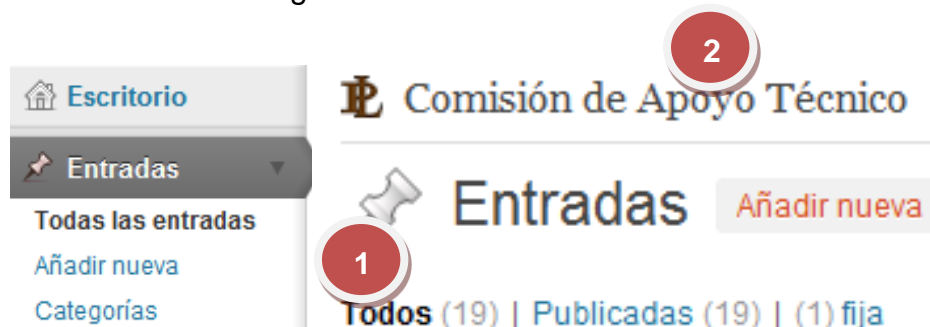 2
Escritorio
Comisión de Apoyo Técnico
Entradas
Entradas Añadir nueva
Todas las entradas
1
Añadir nueva
Categorías
Todos (19) | Publicadas (19) | (1) fija